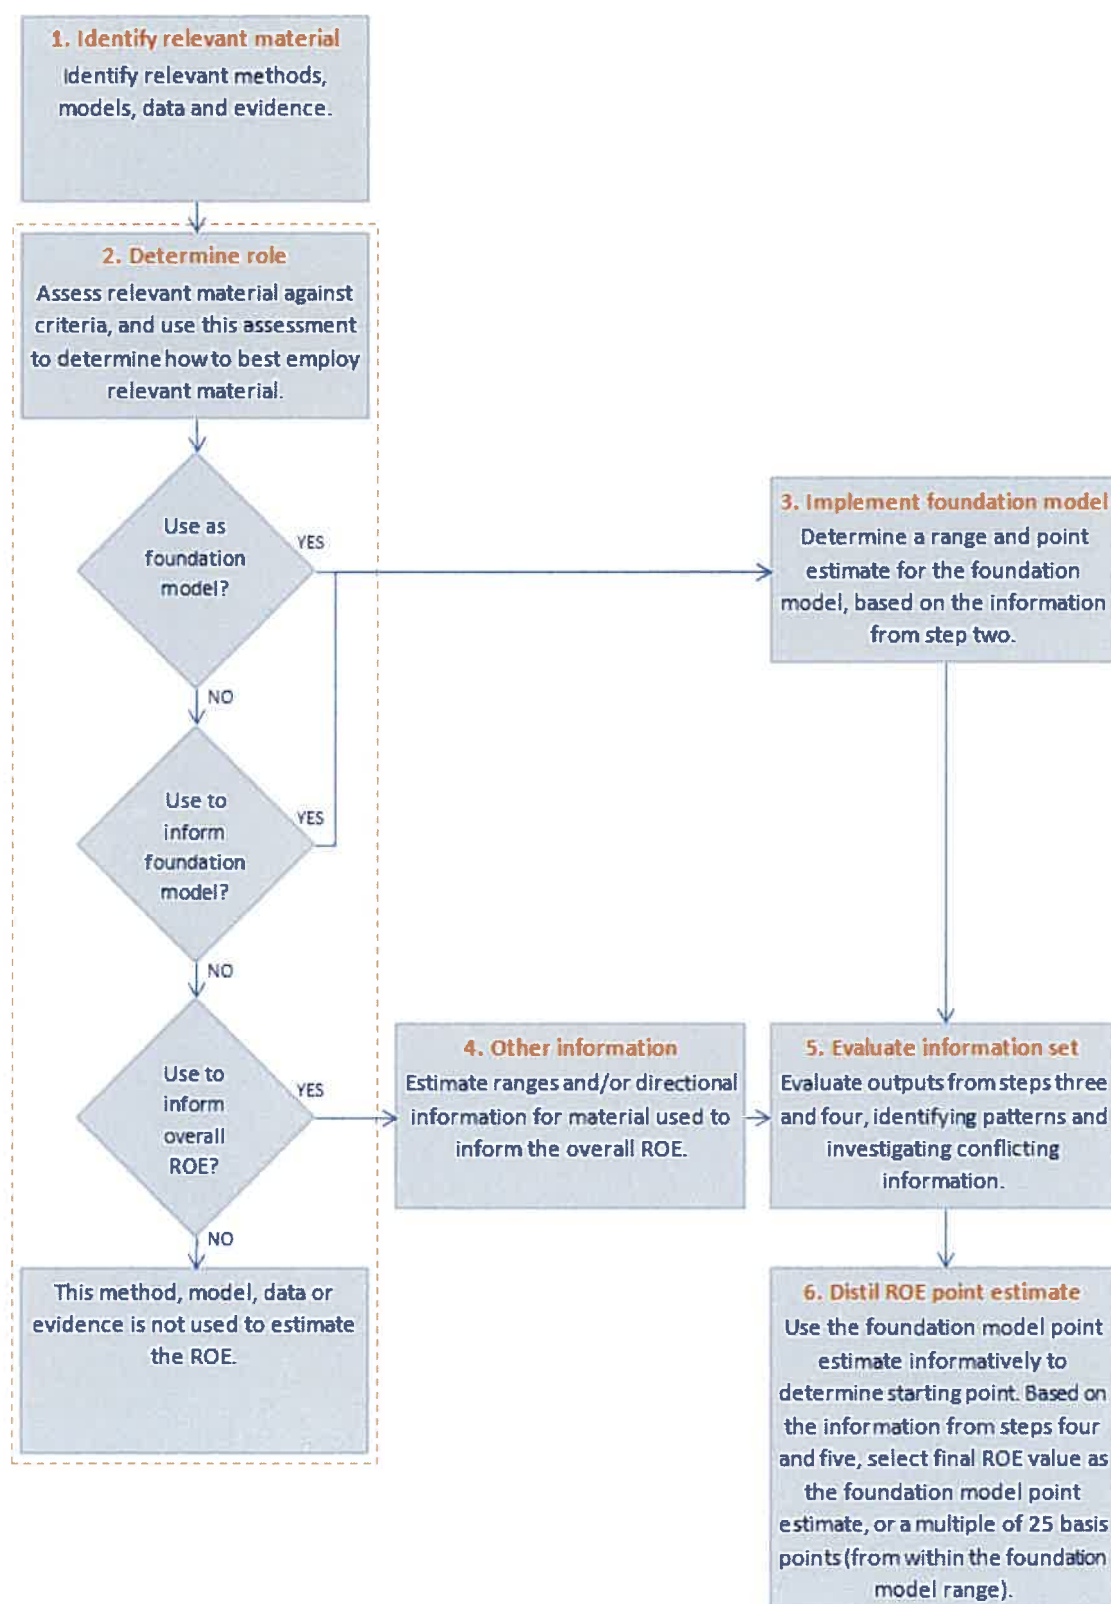 1. Identify relevant material
Identify relevant methods,
models, data and evidence.
2. Determine role
Assess relevant material against
criteria, and use this assessment
to determine how to best employ
relevant material.
Use as
foundation
model?
YES
NO
3. Implement foundation model
Determine a range and point
estimate for the foundation
model, based on the information
from step two.
Use to
inform
foundation
model?
YES
NO
Use to
inform
overall
ROE?
YES
NO
4. Other information
Estimate ranges and/or directional
information for material used to
inform the overall ROE.
5. Evaluate information set
Evaluate outputs from steps three
and four, identifying patterns and
investigating conflicting
information.
This method, model, data or
evidence is not used to estimate
the ROE.
6. Distil ROE point estimate
Use the foundation model point
estimate informatively to
determine starting point. Based on
the information from steps four
and five, select final ROE value as
the foundation model point
estimate, or a multiple of 25 basis
points (from within the foundation
model range).